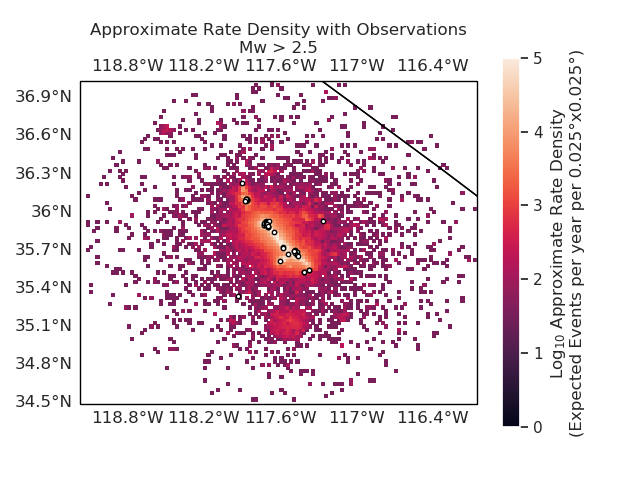 Approximate Rate Density with Observations
Mw > 2.5
118.8°W 118.2°W 117.6°W 117°W 116.4°W
36.9°N
36.6°N
36.3°N
36°N
35.7°N
35.4°N
35.1°N
34.8°N
34.5°N
118.8°W 118.2°W 117.6°W 117°W 116.4°W
5
4
3
2
1
0
Log₁₀ Approximate Rate Density
(Expected Events per year per 0.025°x0.025°)